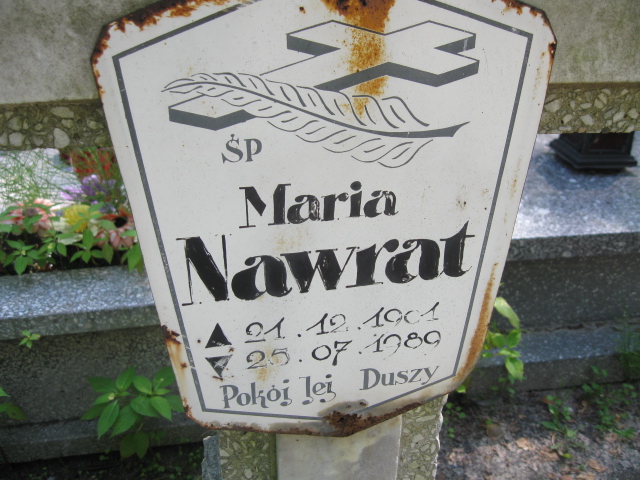 ŚP
Maria
Nawrat
▲ 21.12.1901
▼ 25.07.1989
Pokój Jej Duszy